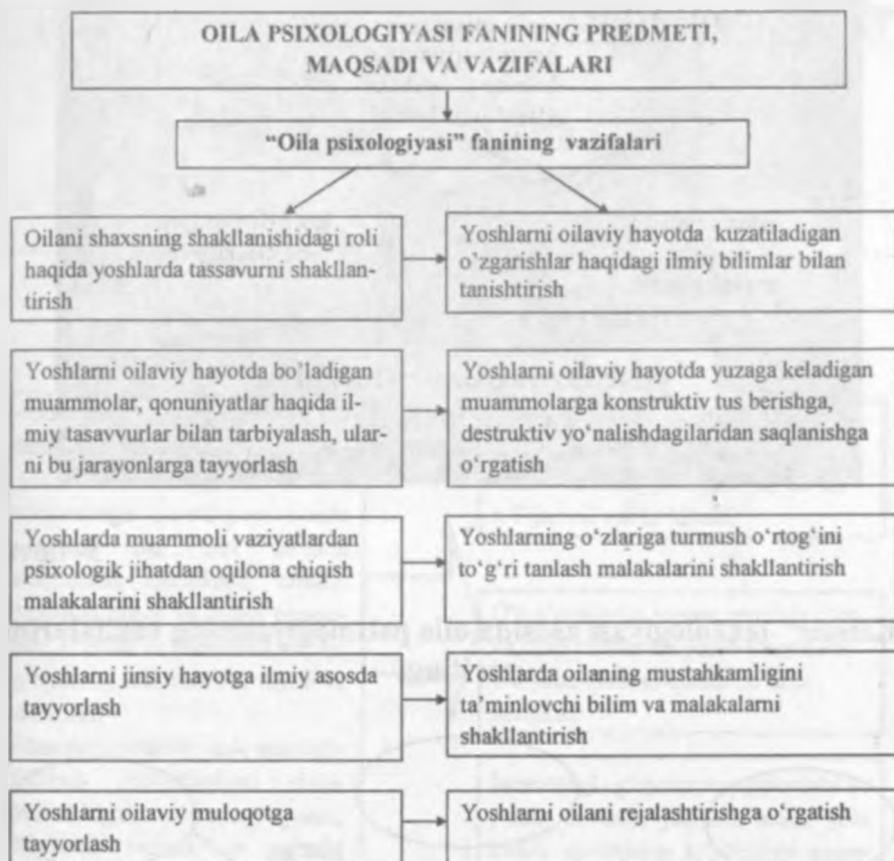 OILA PSIXOLOGIYASI FANINING PREDMETI,
MAQSADI VA VAZIFALARI
“Oila psixologiyasi” fanining vazifalari
Oilani shaxsning shakllanishidagi roli
haqida yoshlarda tassavurni shakllan-
tirish
Yoshlarni oilaviy hayotda kuzatiladigan
o’zgarishlar haqidagi ilmiy bilimlar bilan
tanishtirish
Yoshlarni oilaviy hayotda bo’ladigan
muammolar, qonuniyatlar haqida il-
miy tasavvurlar bilan tarbiyalash, ular-
ni bu jarayonlarga tayyorlash
Yoshlarni oilaviy hayotda yuzaga keladigan
muammolarga konstruktiv tus berishga,
destruktiv yo‘nalishdagilaridan saqlanishga
o‘rgatish
Yoshlarda muammoli vaziyatlardan
psixologik jihatdan oqilona chiqish
malakalarini shakllantirish
Yoshlarning o‘zlariga turmush o‘rtog‘ini
to‘g‘ri tanlash malakalarini shakllantirish
Yoshlarni jinsiy hayotga ilmiy asosda
tayyorlash
Yoshlarda oilaning mustahkamligini
ta’minlovchi bilim va malakalarni
shakllantirish
Yoshlarni oilaviy muloqotga
tayyorlash
Yoshlarni oilani rejalashtirishga o‘rgatish